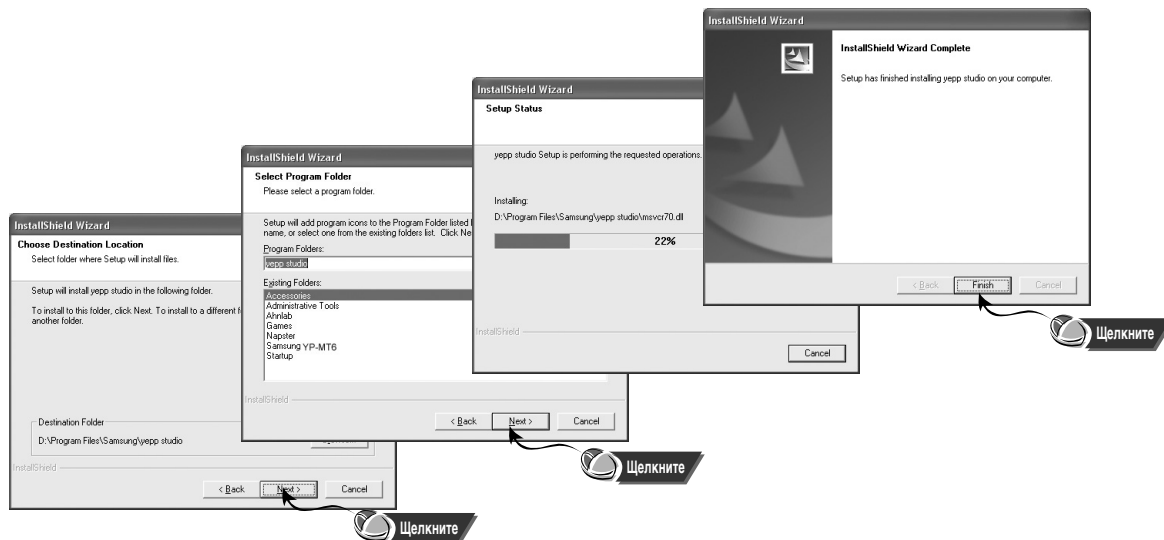 InstallShield Wizard
Choose Destination Location
Select folder where Setup will install files.
Setup will install yepp studio in the following folder.
To install to this folder, click Next. To install to a different f
another folder.
Destination Folder
D:\Program Files\Samsung\yepp studio
InstallShield
< Back
Next >
Cancel
Щелкните
InstallShield Wizard
Select Program Folder
Please select a program folder.
Setup will add program icons to the Program Folder listed
name, or select one from the existing folders list. Click Ne
Program Folders:
yepp studio
Existing Folders:
Accessories
Administrative Tools
Ahnlab
Games
Napster
Samsung YP-MT6
Startup
InstallShield
< Back
Next >
Cancel
Щелкните
InstallShield Wizard
Setup Status
yepp studio Setup is performing the requested operations.
Installing:
D:\Program Files\Samsung\yepp studio\msvcr70.dll
22%
InstallShield
Cancel
InstallShield Wizard
InstallShield Wizard Complete
Setup has finished installing yepp studio on your computer.
< Back
Finish
Cancel
Щелкните